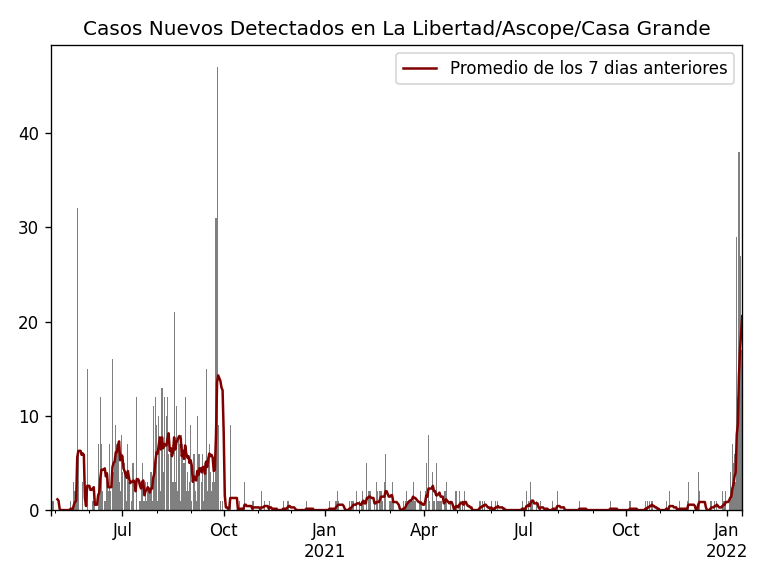 Casos Nuevos Detectados en La Libertad/Ascope/Casa Grande
Promedio de los 7 dias anteriores
40
30
20
10
0
Jul
Oct
Jan
2021
Apr
Jul
Oct
Jan
2022